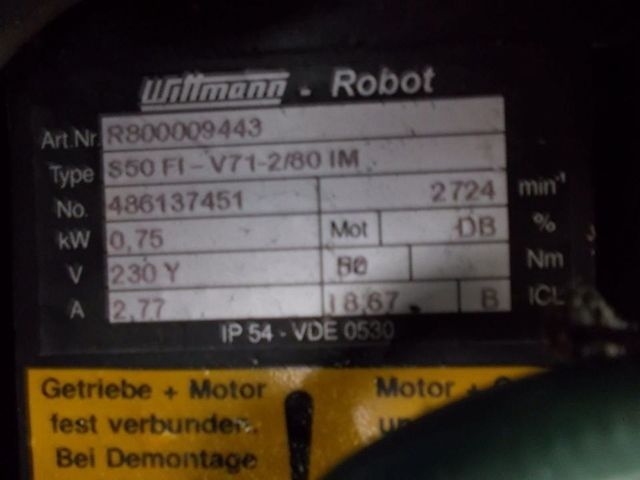 Wittmann - Robot
Art.Nr. R800009443
Type S50 FI - V71-2/80 IM
No. 486137451 2724 min⁻¹
kW 0,75 Mot DB %
V 230 Y Nm
A 2,77 i 8,67 B ICL
IP 54 - VDE 0530
Getriebe + Motor
fest verbunden.
Bei Demontage
Motor +